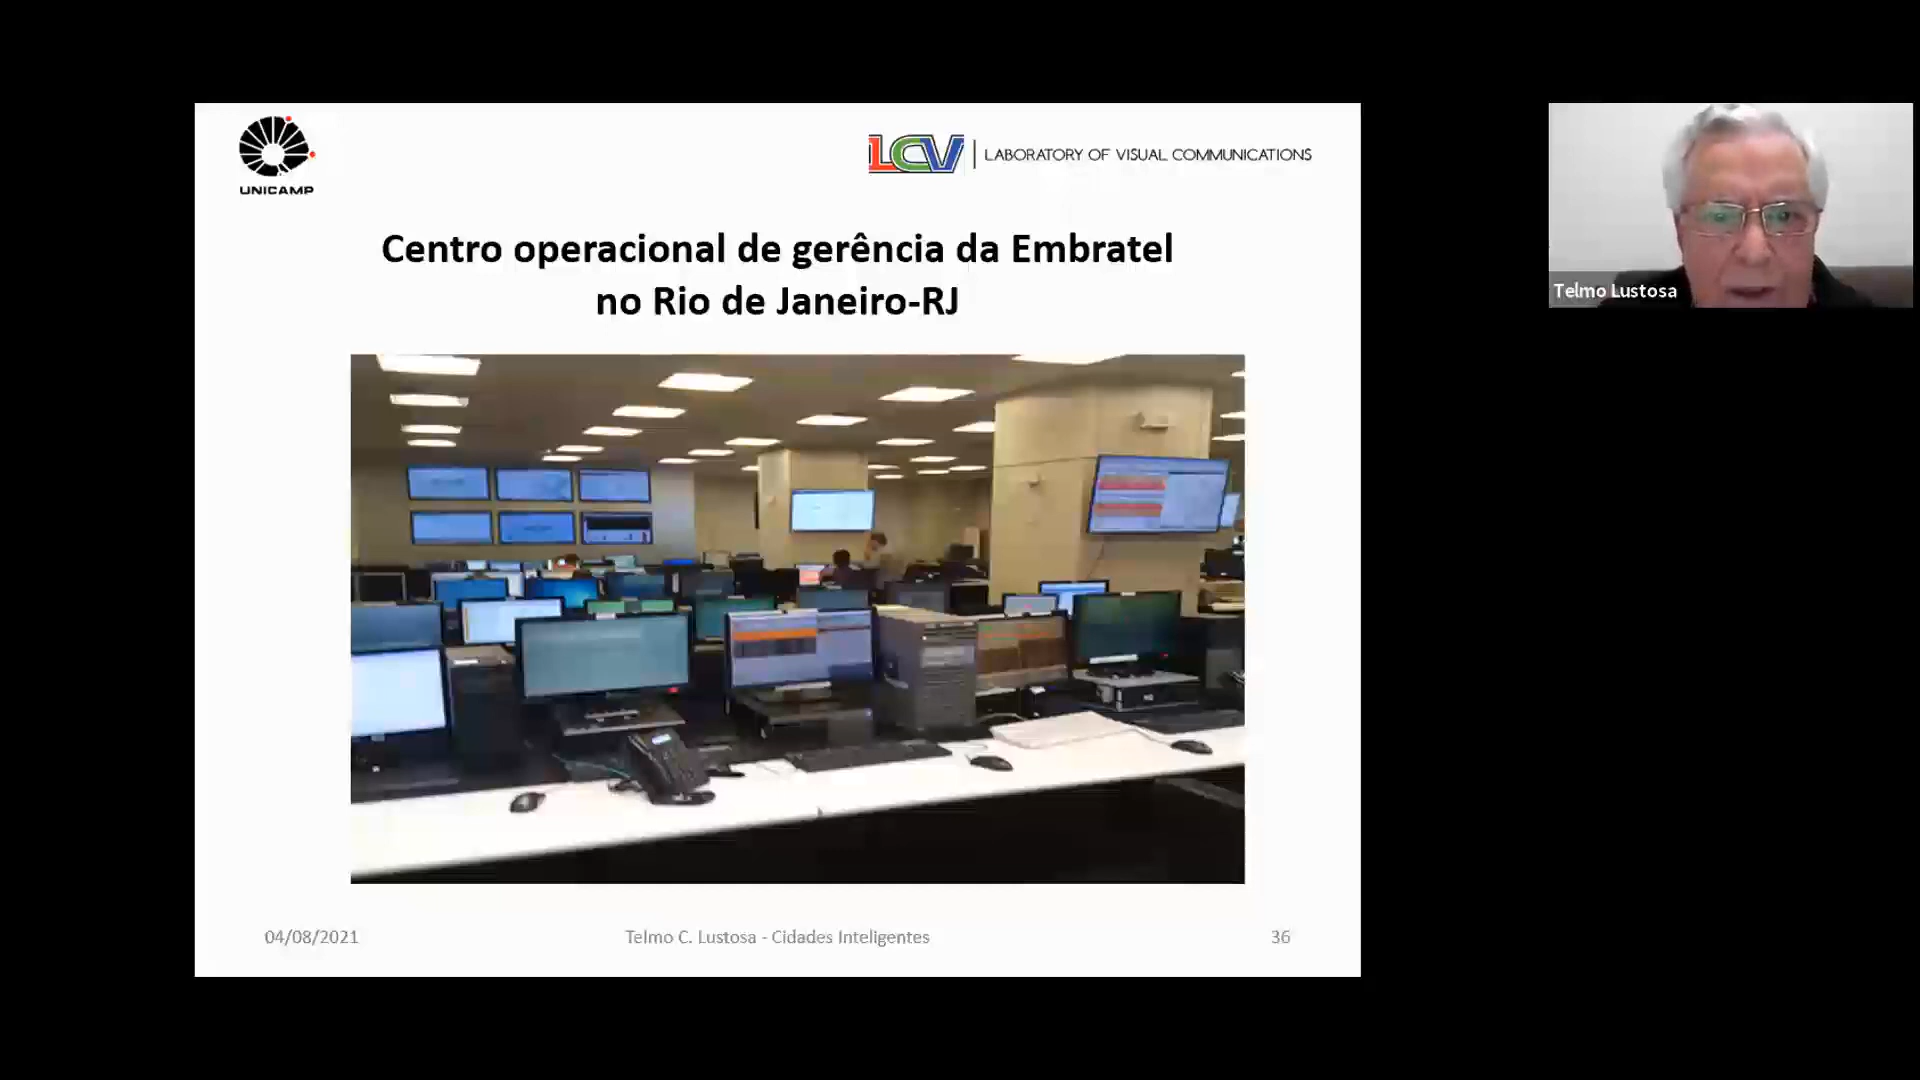 UNICAMP
LCV | LABORATORY OF VISUAL COMMUNICATIONS
Centro operacional de gerência da Embratel
no Rio de Janeiro-RJ
Telmo Lustosa
04/08/2021
Telmo C. Lustosa - Cidades Inteligentes
36